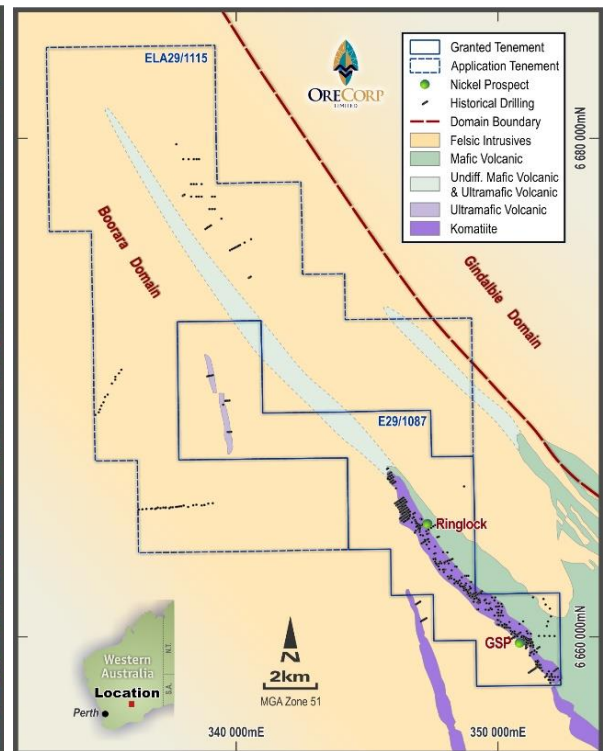 ELA29/1115
ORECORP
LIMITED
Granted Tenement
Application Tenement
Nickel Prospect
Historical Drilling
Domain Boundary
Felsic Intrusives
Mafic Volcanic
Undiff. Mafic Volcanic
& Ultramafic Volcanic
Ultramafic Volcanic
Komatiite
6 680 000mN
Boorara Domain
Gindalbie Domain
E29/1087
Ringlock
GSP
6 660 000mN
Western
Australia
Location
Perth
N.T.
S.A.
N
2km
MGA Zone 51
340 000mE
350 000mE